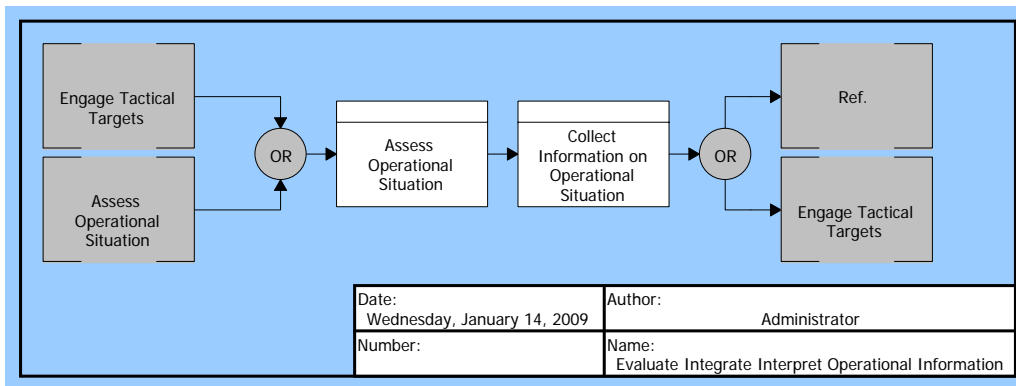 Engage Tactical
Targets
Assess
Operational
Situation
OR
Assess
Operational
Situation
Collect
Information on
Operational
Situation
OR
Ref.
Engage Tactical
Targets
Date:
Wednesday, January 14, 2009
Author:
Administrator
Number:
Name:
Evaluate Integrate Interpret Operational Information